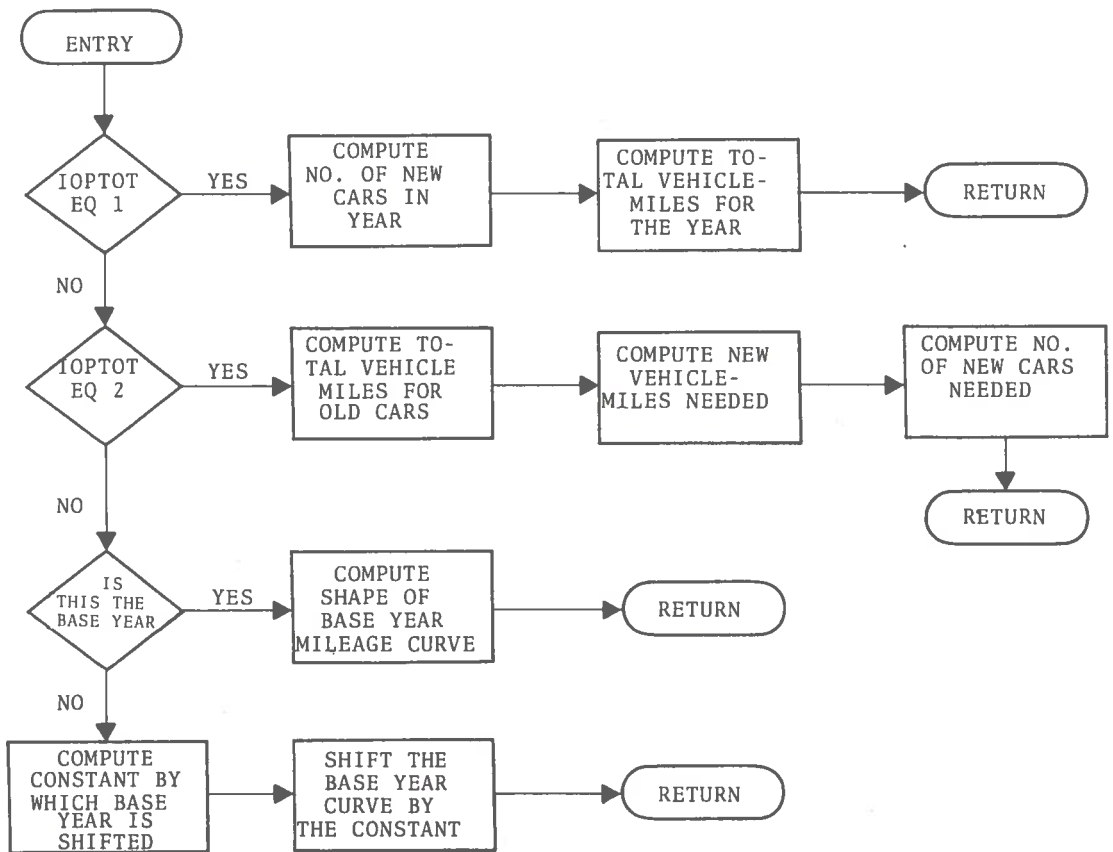 ENTRY
IOPTOT
EQ 1
YES
COMPUTE
NO. OF NEW
CARS IN
YEAR
COMPUTE TO-
TAL VEHICLE-
MILES FOR
THE YEAR
RETURN
NO
IOPTOT
EQ 2
YES
COMPUTE TO-
TAL VEHICLE
MILES FOR
OLD CARS
COMPUTE NEW
VEHICLE-
MILES NEEDED
COMPUTE NO.
OF NEW CARS
NEEDED
RETURN
NO
IS
THIS THE
BASE YEAR
YES
COMPUTE
SHAPE OF
BASE YEAR
MILEAGE CURVE
RETURN
NO
COMPUTE
CONSTANT BY
WHICH BASE
YEAR IS
SHIFTED
SHIFT THE
BASE YEAR
CURVE BY
THE CONSTANT
RETURN